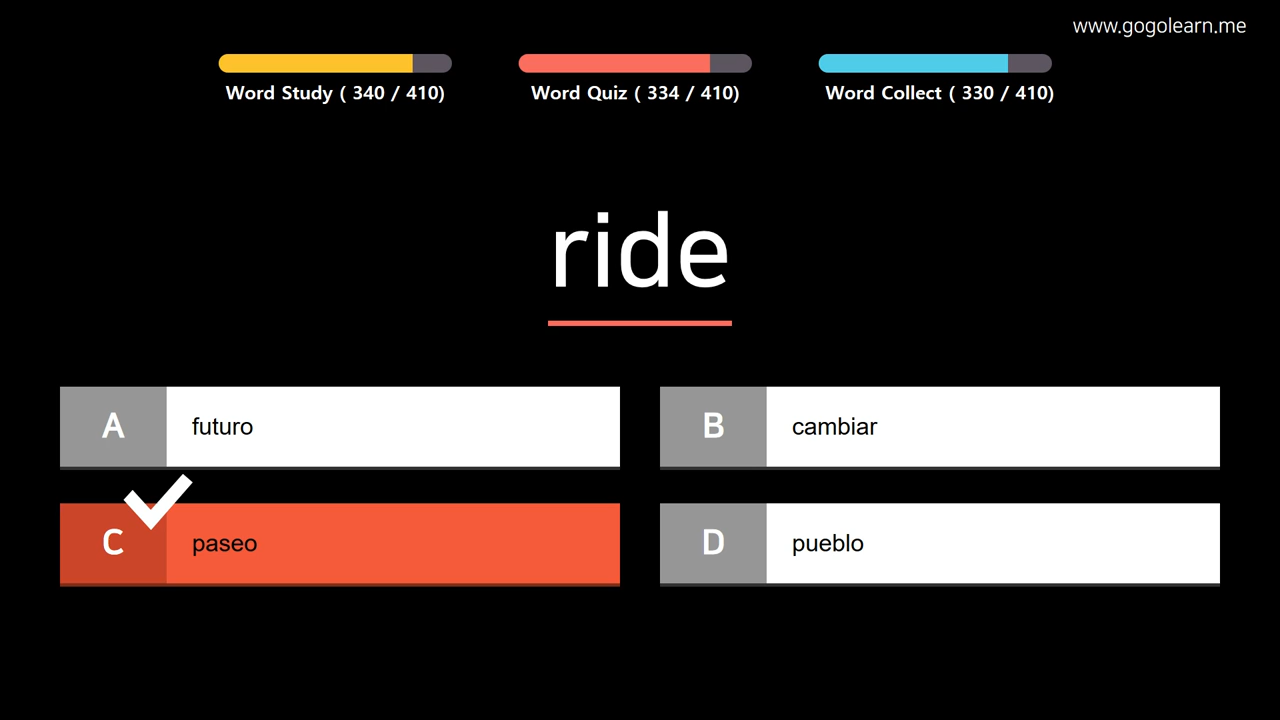 www.gogolearn.me
Word Study ( 340 / 410)
Word Quiz ( 334 / 410)
Word Collect ( 330 / 410)
ride
A
futuro
B
cambiar
C
paseo
D
pueblo